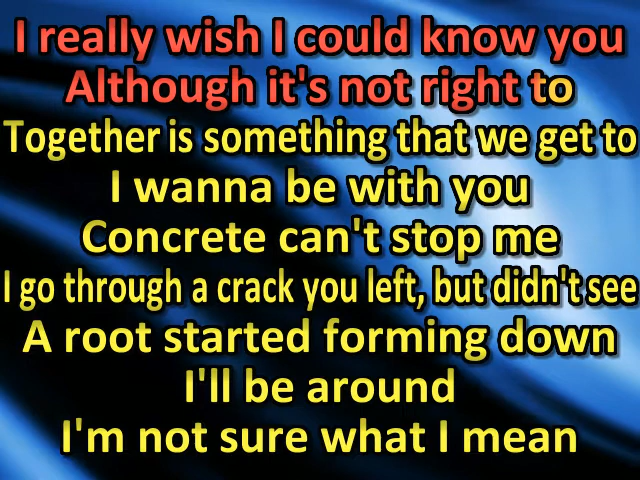 I really wish I could know you
Although it's not right to
Together is something that we get to
I wanna be with you
Concrete can't stop me
I go through a crack you left, but didn't see
A root started forming down
I'll be around
I'm not sure what I mean